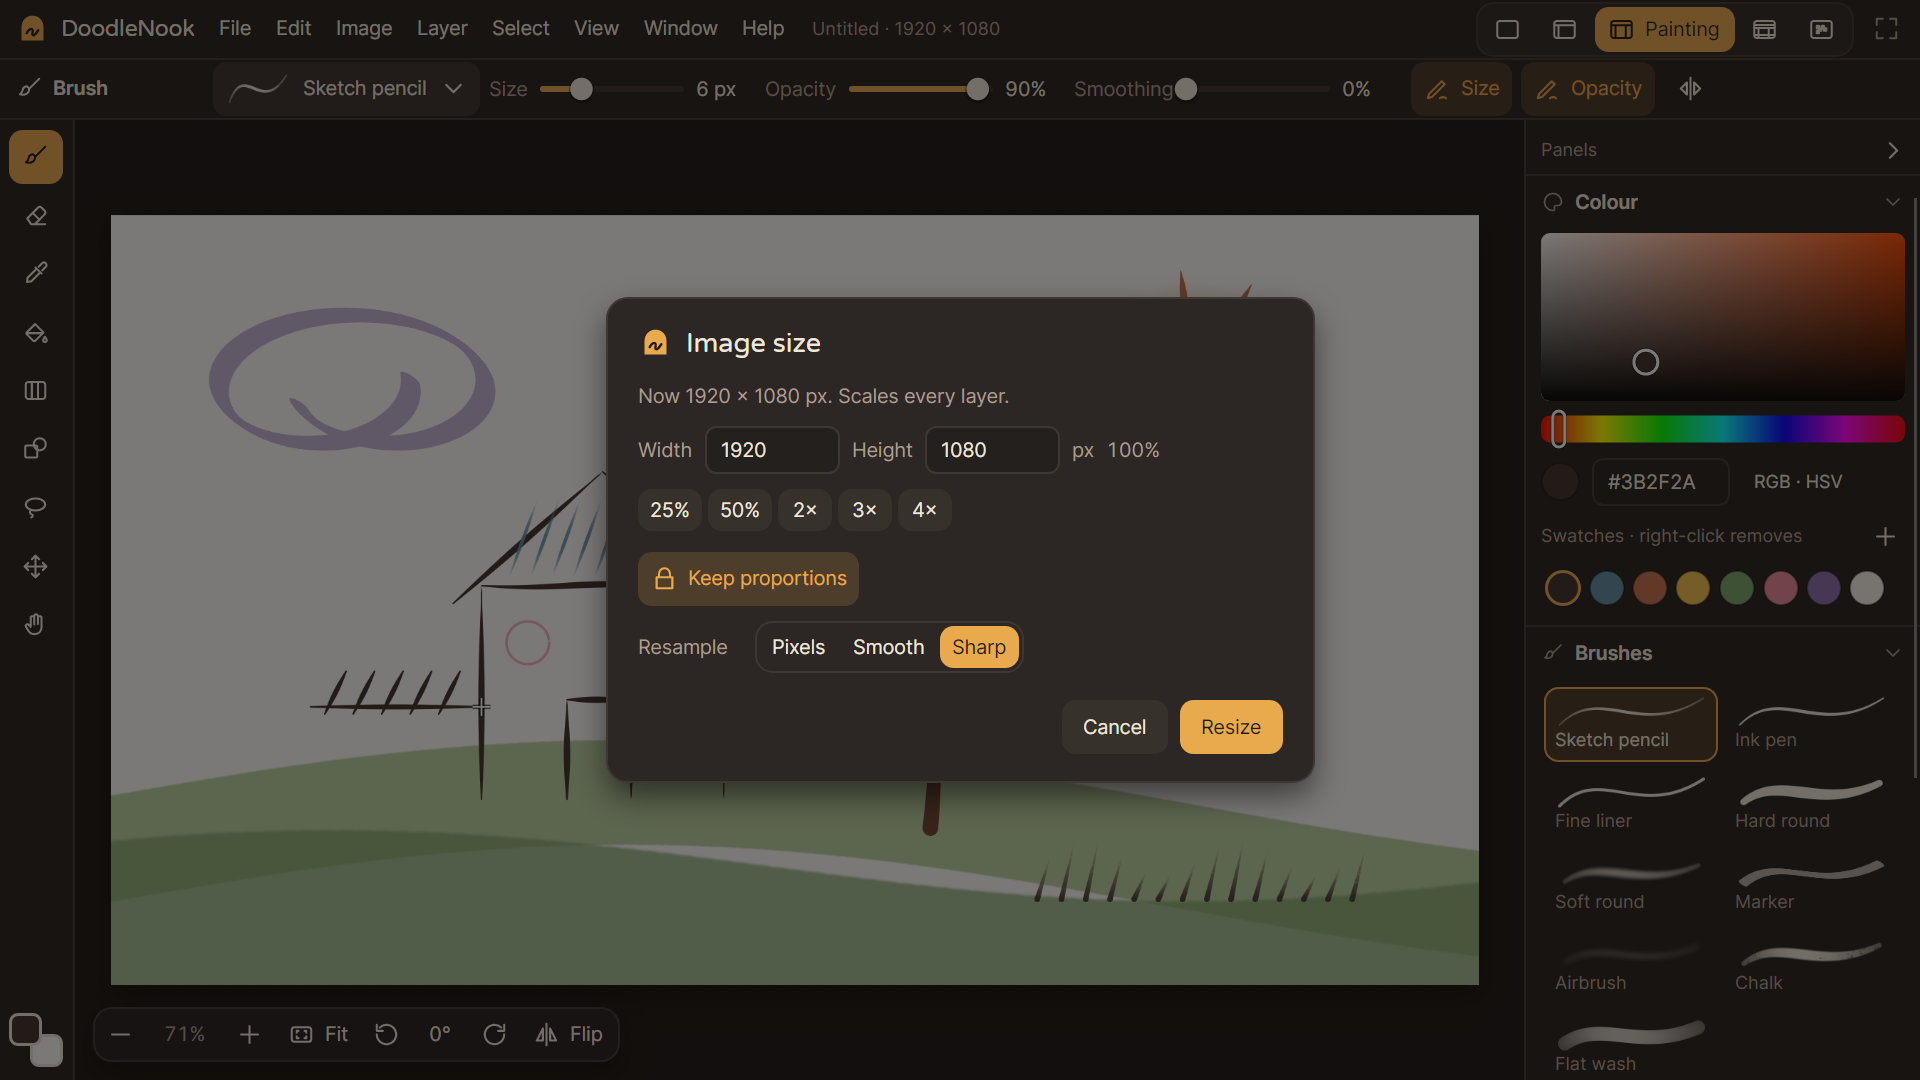 DoodleNook File Edit Image Layer Select View Window Help Untitled · 1920 × 1080 Painting
Brush Sketch pencil Size 6 px Opacity 90% Smoothing 0% Size Opacity
Panels
Colour
#3B2F2A RGB · HSV
Swatches · right-click removes
Brushes
Sketch pencil Ink pen
Fine liner Hard round
Soft round Marker
Airbrush Chalk
Flat wash
Image size
Now 1920 × 1080 px. Scales every layer.
Width 1920 Height 1080 px 100%
25% 50% 2× 3× 4×
Keep proportions
Resample Pixels Smooth Sharp
Cancel Resize
71% Fit 0° Flip